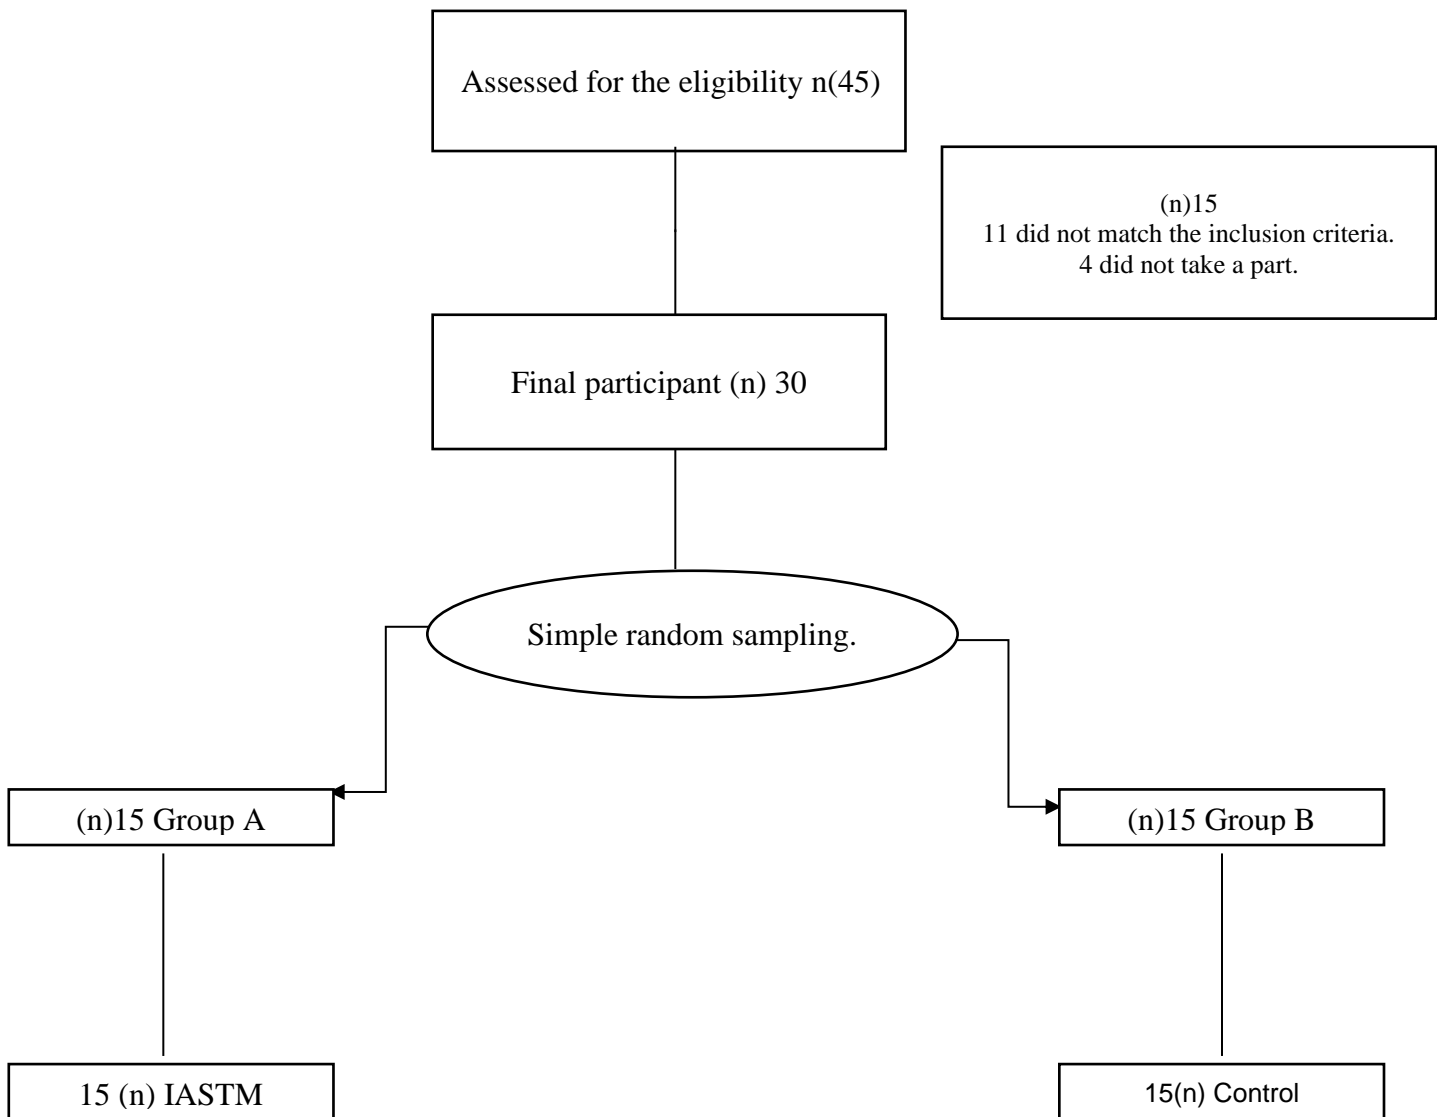 Assessed for the eligibility n(45)
(n)15
11 did not match the inclusion criteria.
4 did not take a part.
Final participant (n) 30
Simple random sampling.
(n)15 Group A
(n)15 Group B
15 (n) IASTM
15(n) Control